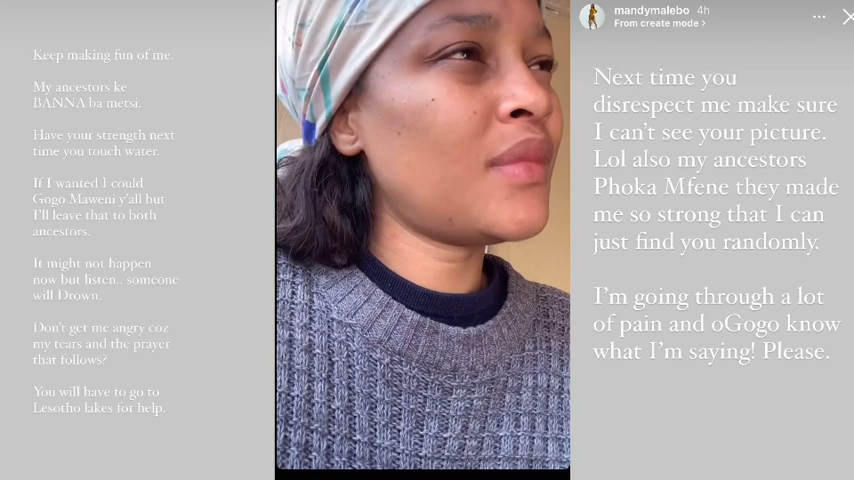 Keep making fun of me.
My ancestors ke
BANNA ba metsi.
Have your strength next
time you touch water.
If I wanted I could
Gogo Maweni y'all but
I'll leave that to both
ancestors.
It might not happen
now but listen.. someone
will Drown.
Don't get me angry coz
my tears and the prayer
that follows?
You will have to go to
Lesotho lakes for help.
mandymalebo 4h
From create mode >
Next time you
disrespect me make sure
I can't see your picture.
Lol also my ancestors
Phoka Mfene they made
me so strong that I can
just find you randomly.
I'm going through a lot
of pain and oGogo know
what I'm saying! Please.